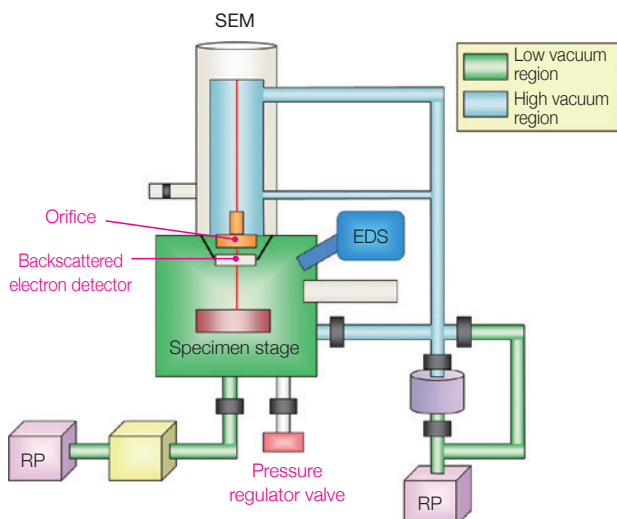 SEM
Low vacuum
region
High vacuum
region
Orifice
EDS
Backscattered
electron detector
Specimen stage
RP
Pressure
regulator valve
RP